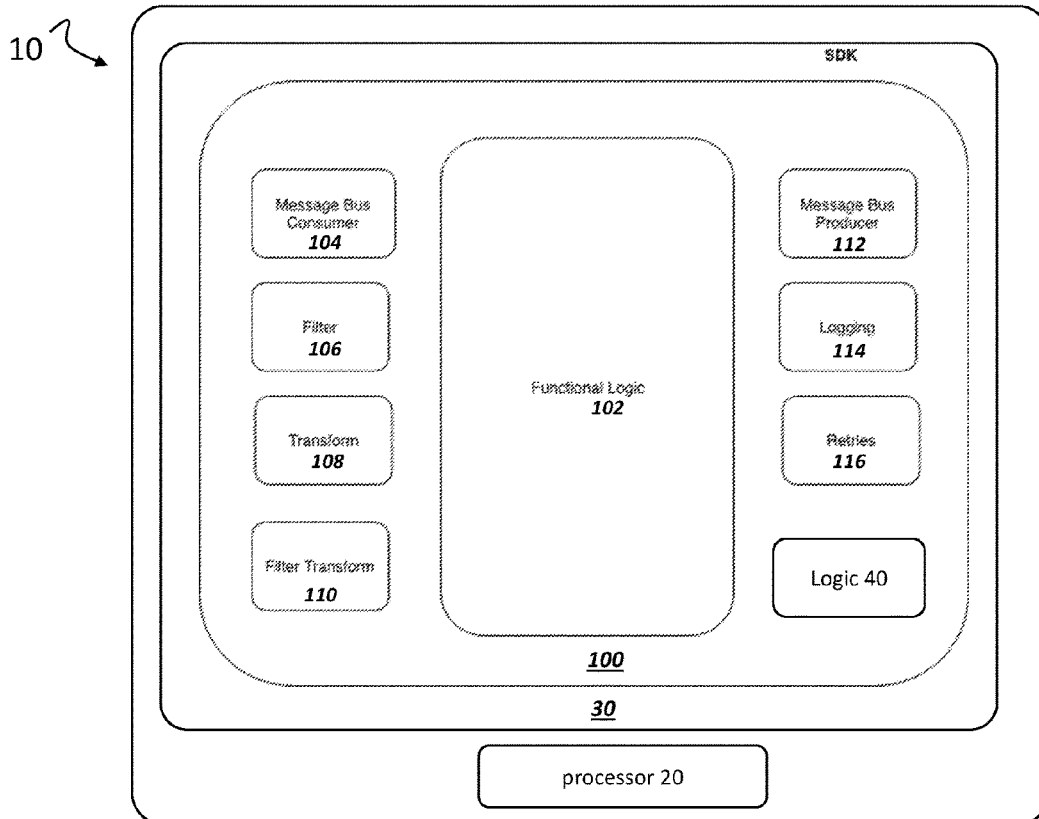 10
SDK
Message Bus
Consumer
104
Filter
106
Transform
108
Filter Transform
110
Functional Logic
102
Message Bus
Producer
112
Logging
114
Retries
116
Logic 40
100
30
processor 20